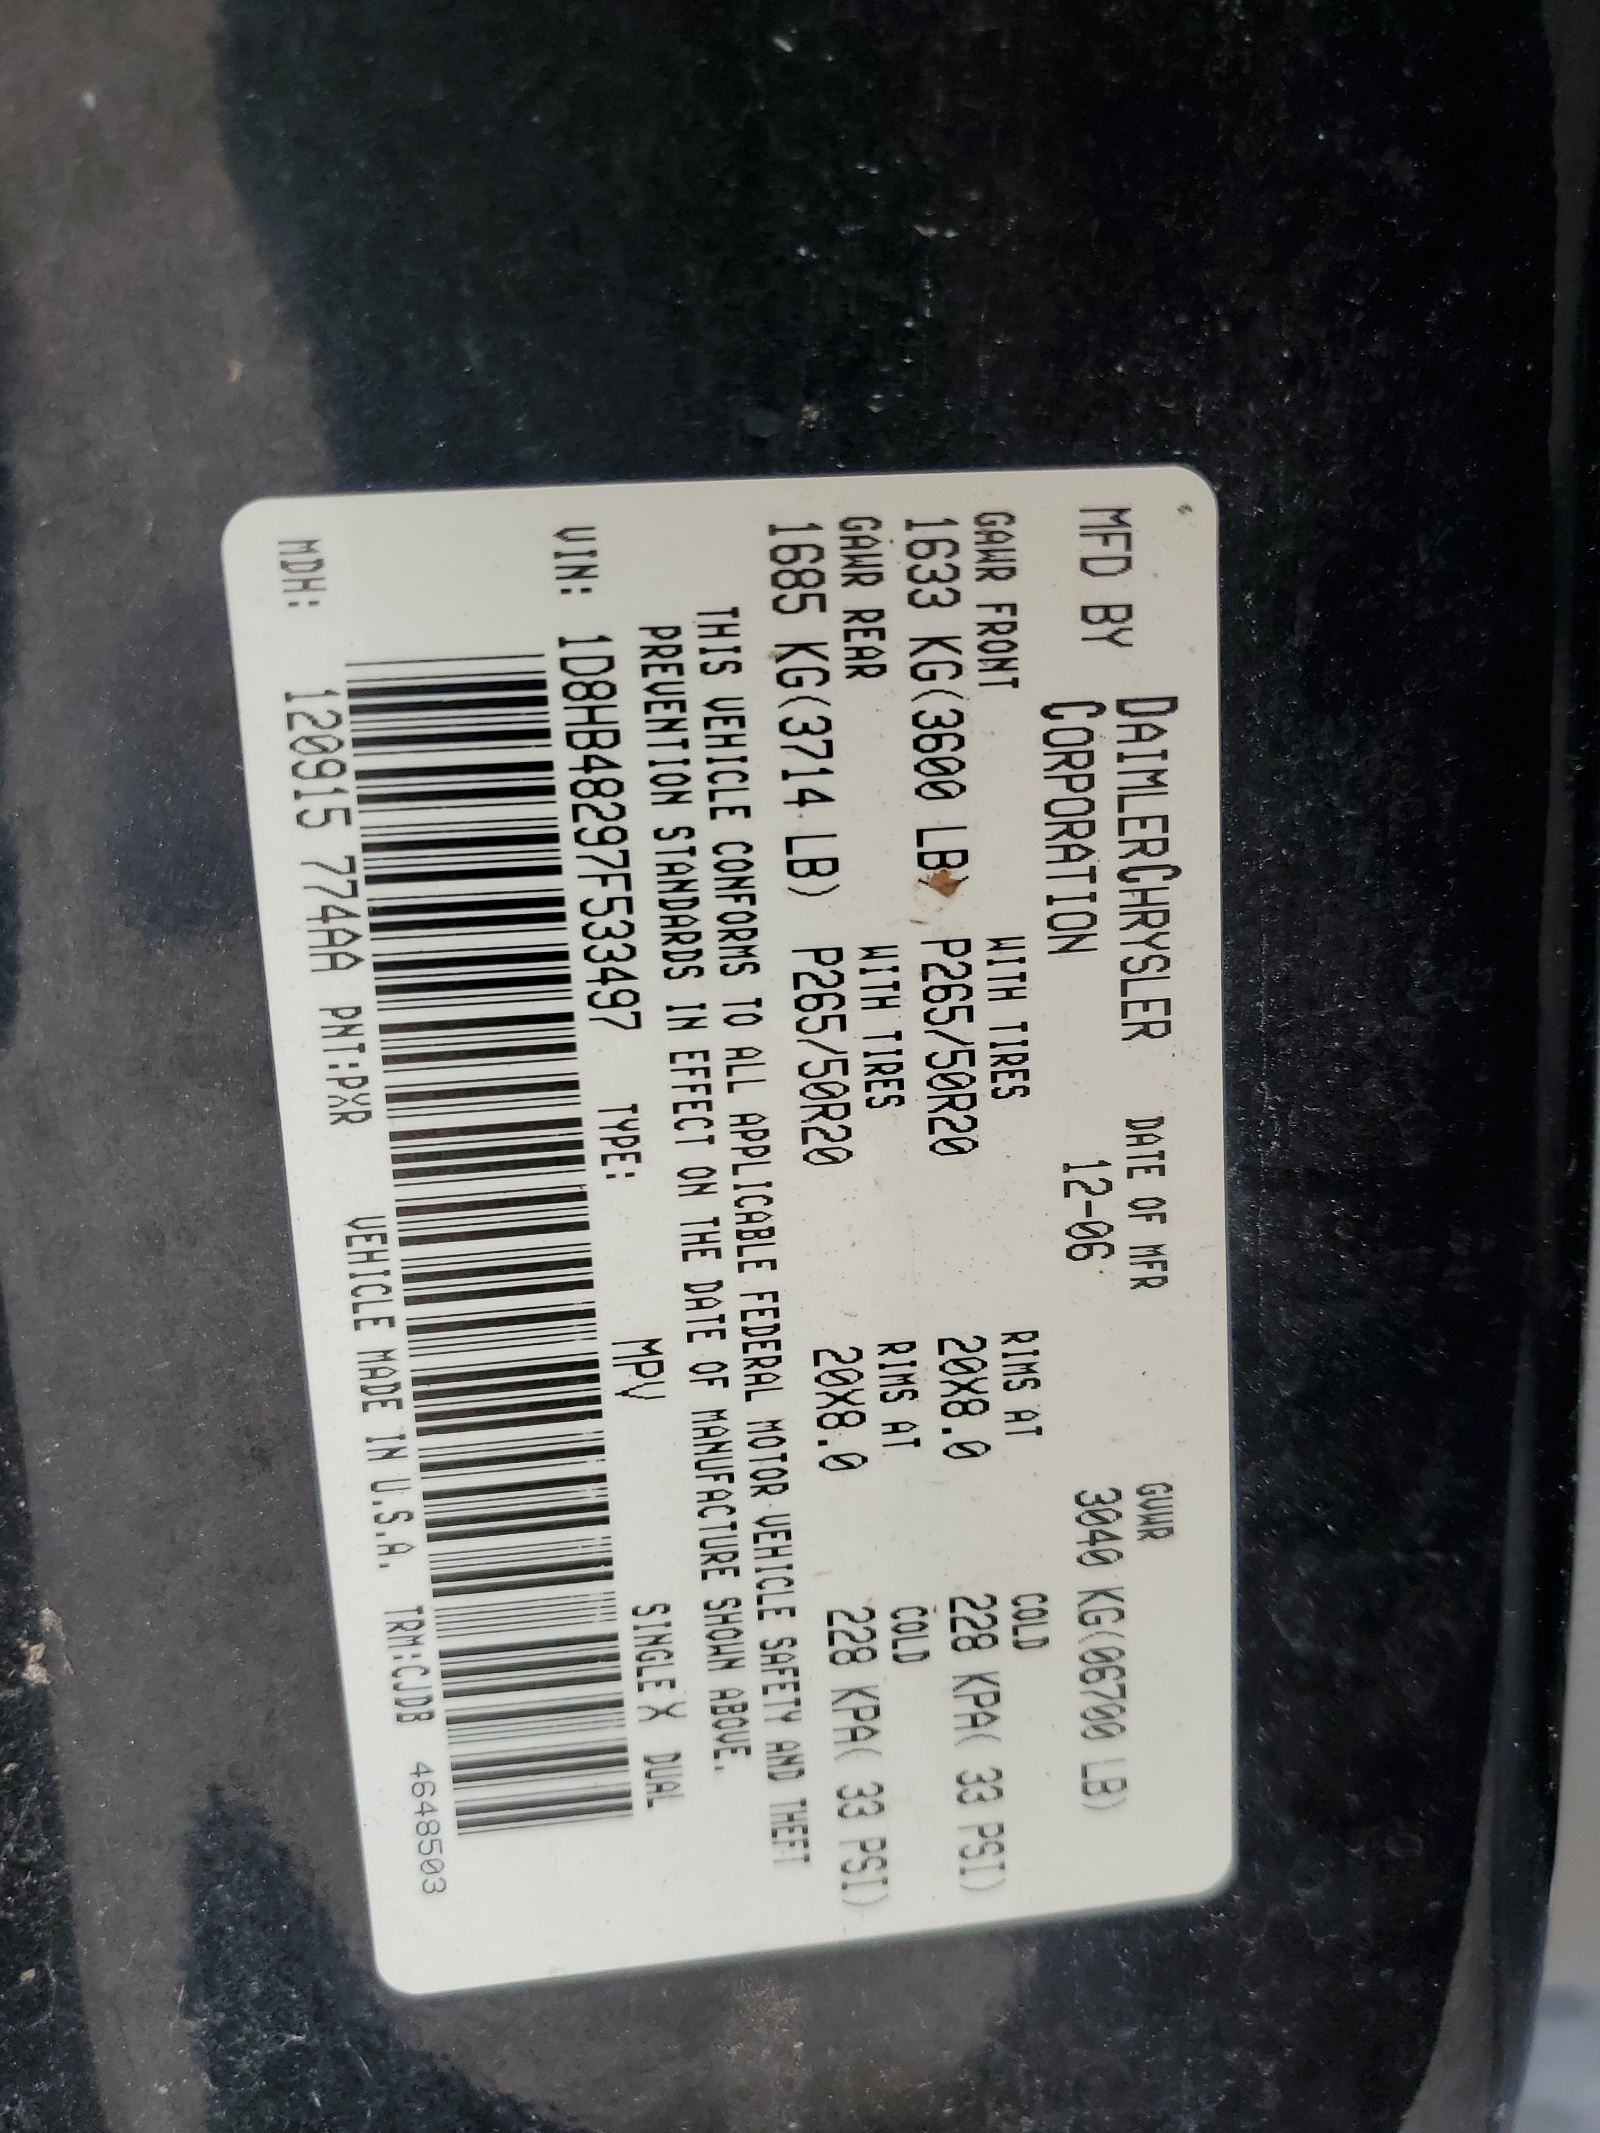 MFD BY DAIMLERCHRYSLER CORPORATION DATE OF MFR 12-06 GVWR 3040 KG(06700 LB)
GAWR FRONT WITH TIRES RIMS AT COLD
1633 KG(3600 LB) P265/50R20 20X8.0 228 KPA( 33 PSI)
GAWR REAR WITH TIRES RIMS AT COLD
1685 KG(3714 LB) P265/50R20 20X8.0 228 KPA( 33 PSI)
THIS VEHICLE CONFORMS TO ALL APPLICABLE FEDERAL MOTOR VEHICLE SAFETY AND THEFT
PREVENTION STANDARDS IN EFFECT ON THE DATE OF MANUFACTURE SHOWN ABOVE.
VIN: 1D8HB48297F533497 TYPE: MPV SINGLE X DUAL
MDH: 120915 774AA PNT:PXR VEHICLE MADE IN U.S.A. TRM:CJDB 4648503